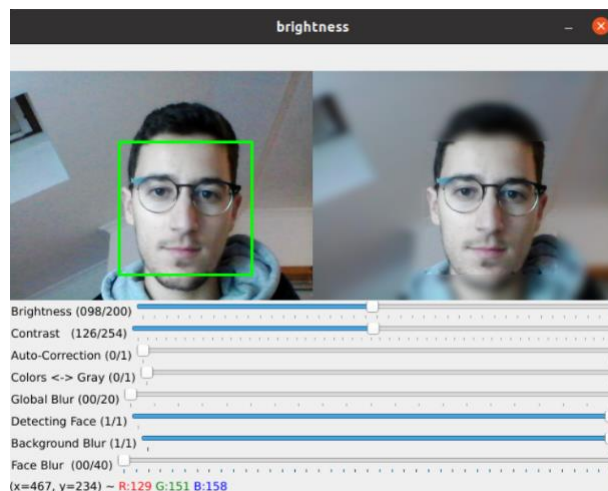 brightness
Brightness (098/200)
Contrast (126/254)
Auto-Correction (0/1)
Colors <-> Gray (0/1)
Global Blur (00/20)
Detecting Face (1/1)
Background Blur (1/1)
Face Blur (00/40)
(x=467, y=234) ~ R:129 G:151 B:158